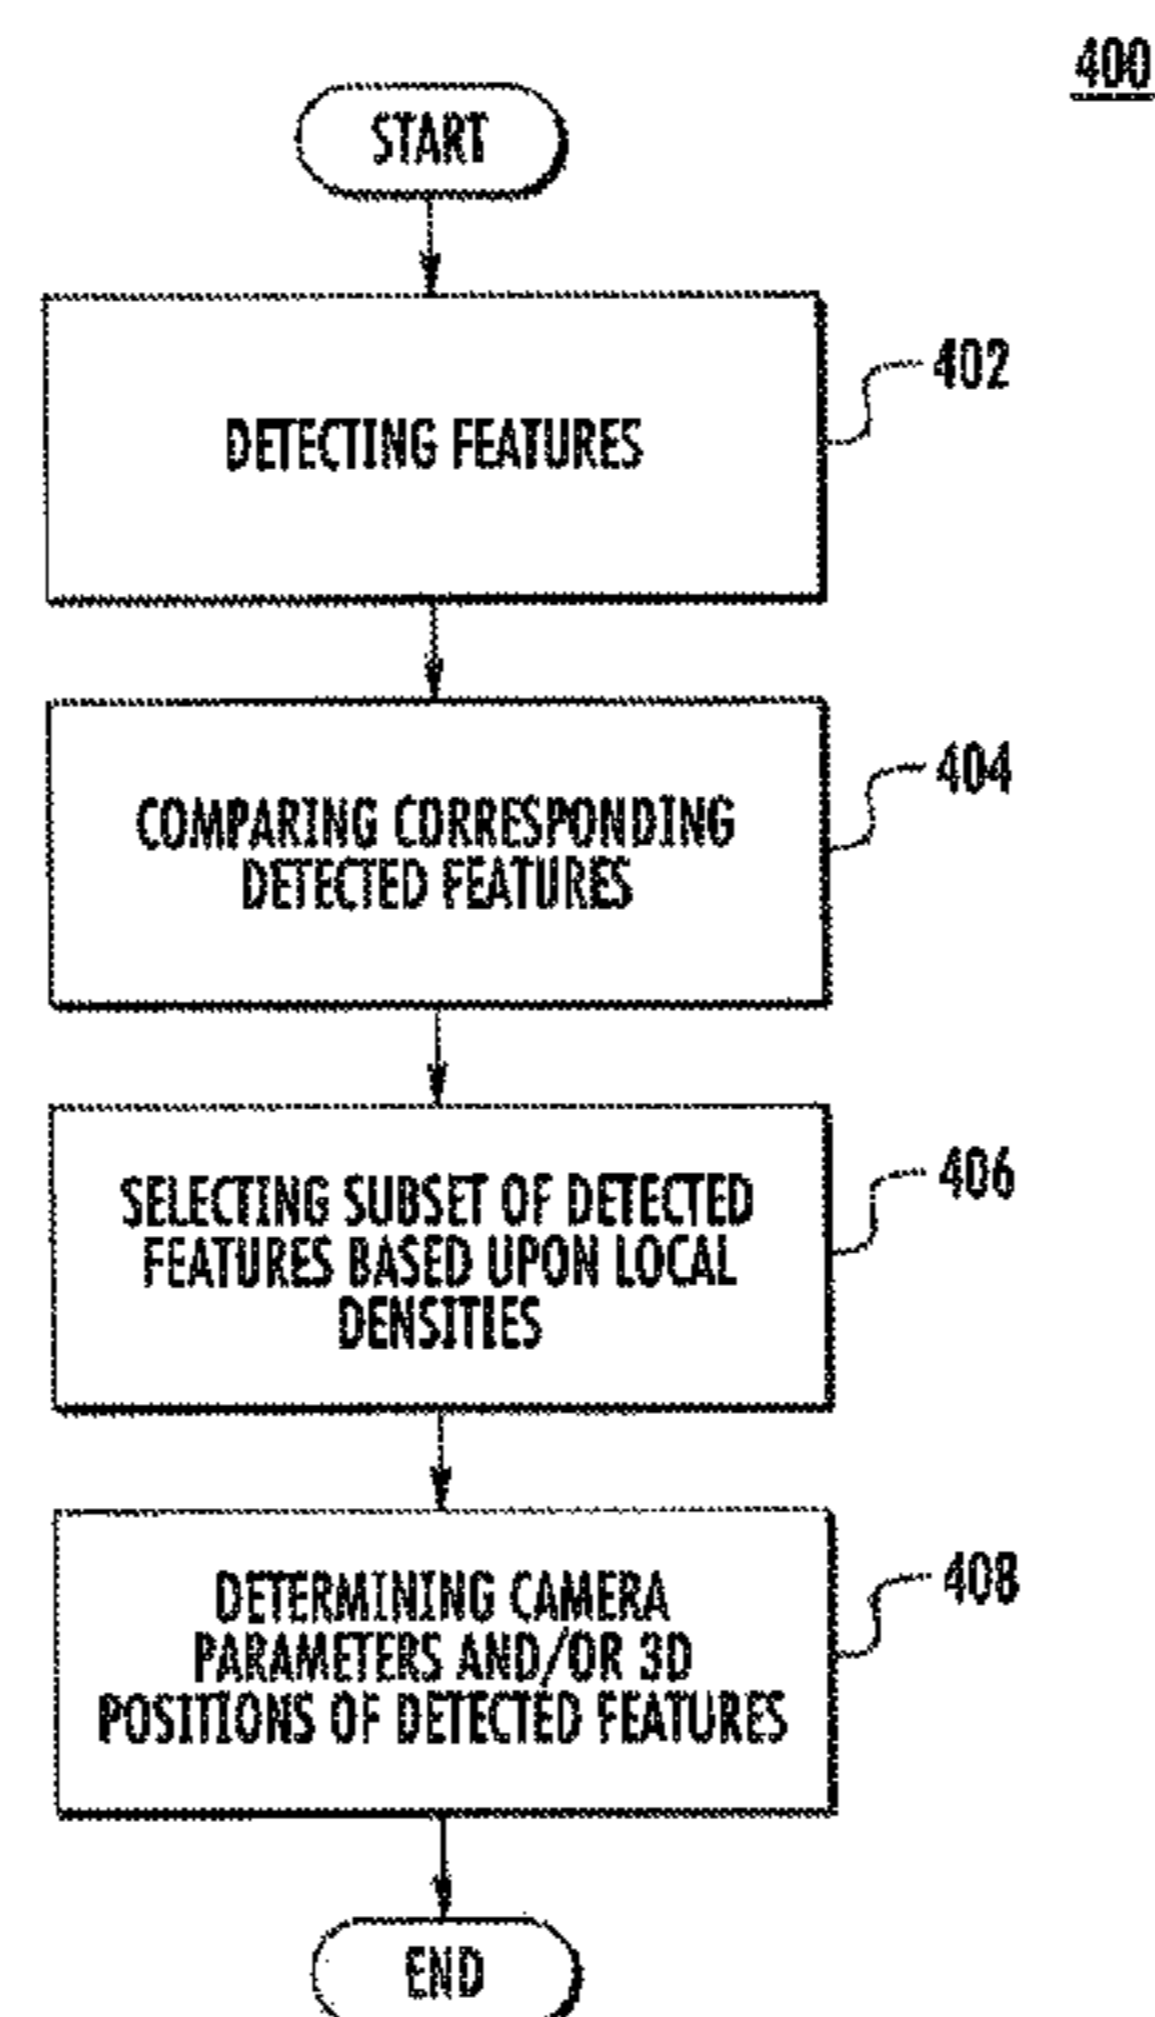 400
START
DETECTING FEATURES
402
COMPARING CORRESPONDING
DETECTED FEATURES
404
SELECTING SUBSET OF DETECTED
FEATURES BASED UPON LOCAL
DENSITIES
406
DETERMINING CAMERA
PARAMETERS AND/OR 3D
POSITIONS OF DETECTED FEATURES
408
END